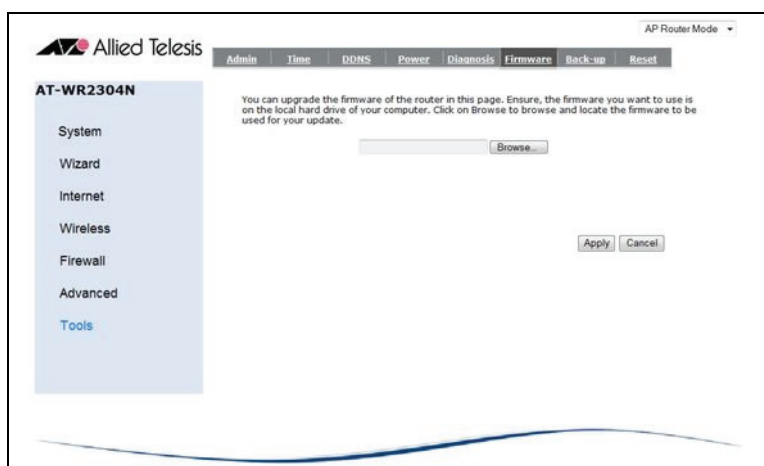 AP Router Mode
Allied Telesis
Admin Time DDNS Power Diagnosis Firmware Back-up Reset
AT-WR2304N
System
Wizard
Internet
Wireless
Firewall
Advanced
Tools
You can upgrade the firmware of the router in this page. Ensure, the firmware you want to use is
on the local hard drive of your computer. Click on Browse to browse and locate the firmware to be
used for your update.
Browse...
Apply Cancel